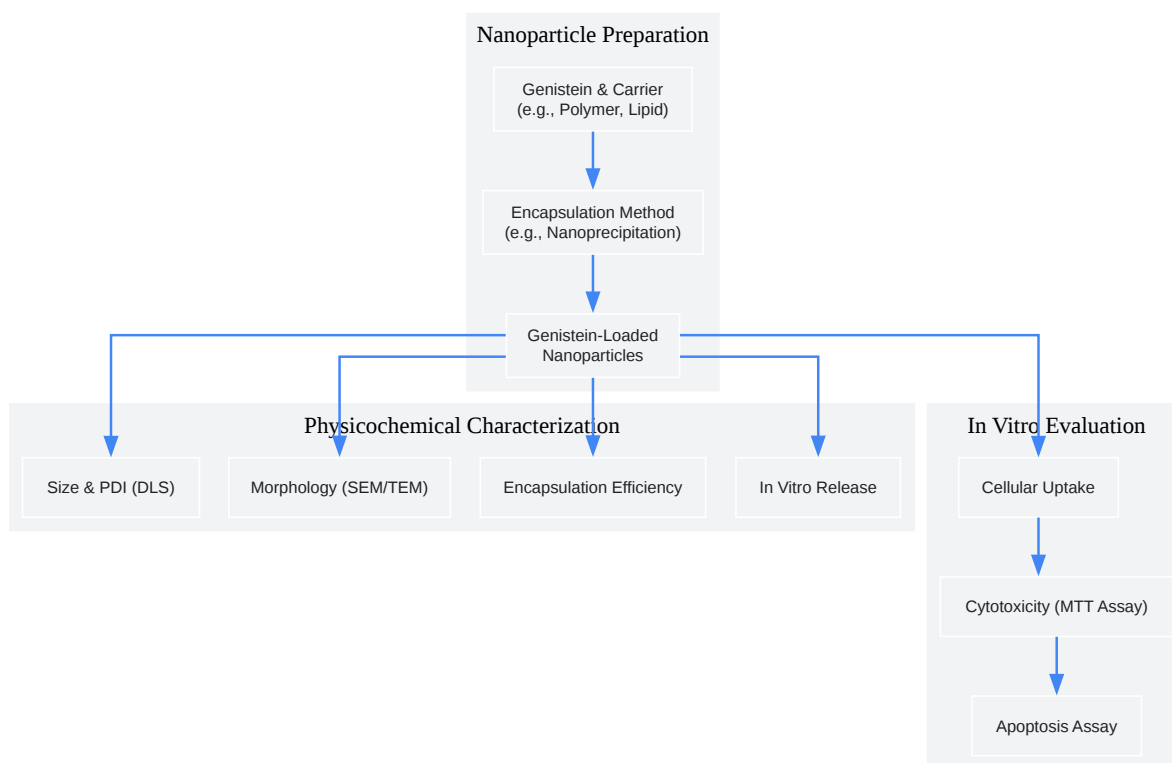 Nanoparticle Preparation
Genistein & Carrier
(e.g., Polymer, Lipid)
Encapsulation Method
(e.g., Nanoprecipitation)
Genistein-Loaded
Nanoparticles
Physicochemical Characterization
Size & PDI (DLS)
Morphology (SEM/TEM)
Encapsulation Efficiency
In Vitro Release
In Vitro Evaluation
Cellular Uptake
Cytotoxicity (MTT Assay)
Apoptosis Assay